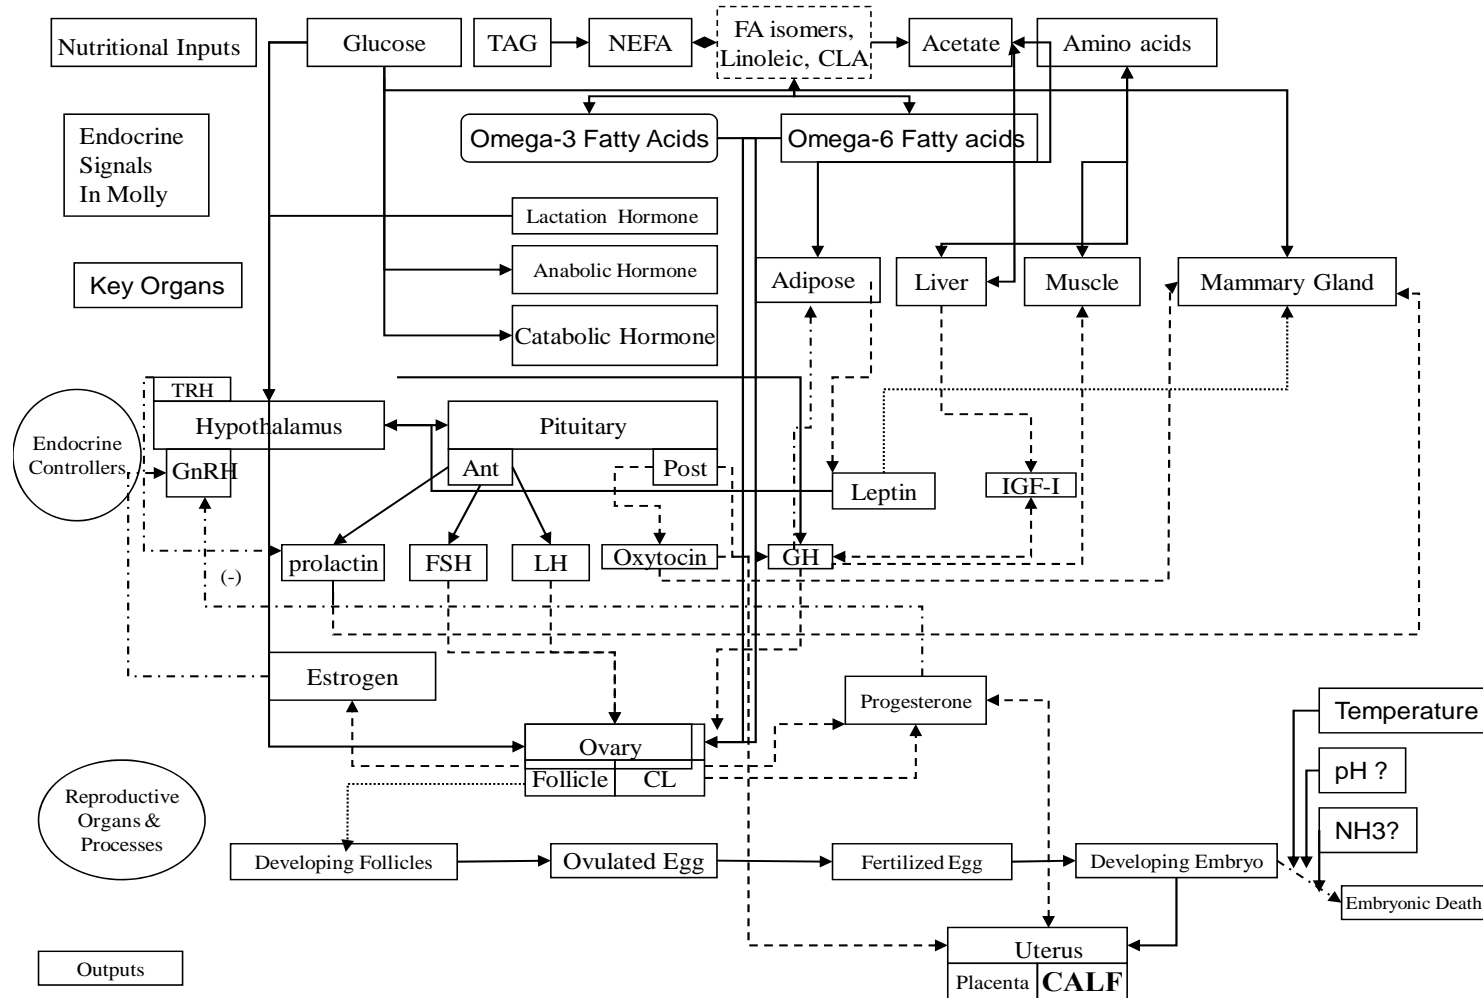 Nutritional Inputs
Glucose
TAG
NEFA
FA isomers,
Linoleic, CLA
Acetate
Amino acids
Endocrine
Signals
In Molly
Omega-3 Fatty Acids
Omega-6 Fatty acids
Lactation Hormone
Anabolic Hormone
Catabolic Hormone
Key Organs
Adipose
Liver
Muscle
Mammary Gland
TRH
Hypothalamus
GnRH
Pituitary
Ant
Post
Endocrine
Controllers
Leptin
IGF-I
prolactin
(-)
FSH
LH
Oxytocin
GH
Estrogen
Progesterone
Ovary
Follicle
CL
Temperature
pH ?
NH3?
Reproductive
Organs &
Processes
Developing Follicles
Ovulated Egg
Fertilized Egg
Developing Embryo
Embryonic Death
Outputs
Uterus
Placenta
CALF